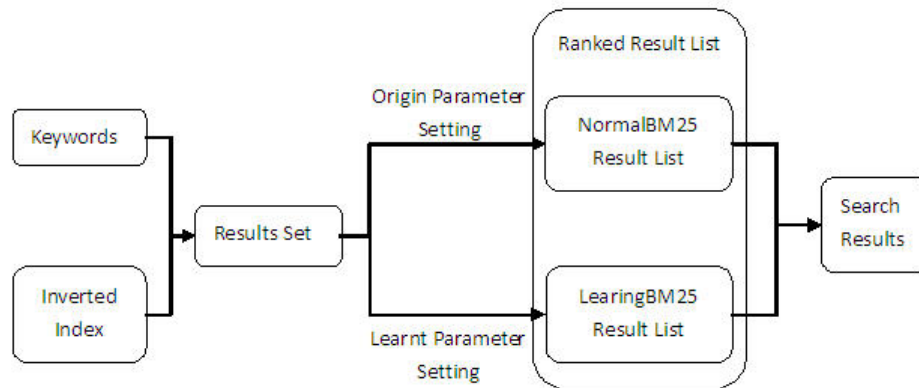 Ranked Result List
Origin Parameter
Setting
NormalBM25
Result List
Keywords
Results Set
Search
Results
Inverted
Index
LearingBM25
Result List
Learnt Parameter
Setting